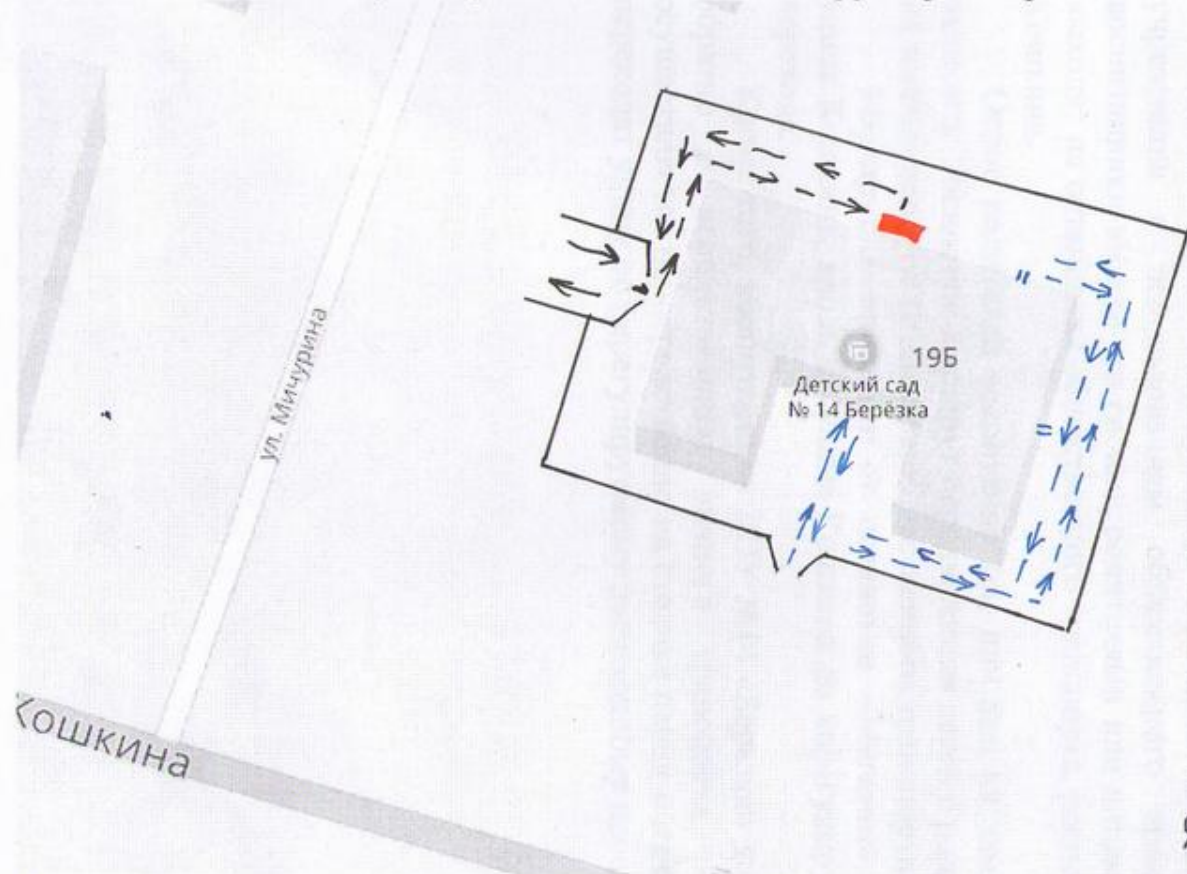 19Б
Детский сад
№ 14 Берёзка
ул. Мичурина
Кошкина